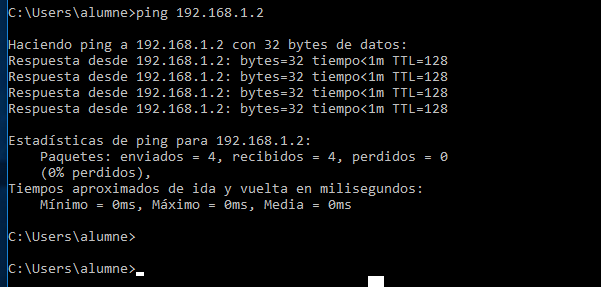 C:\Users\alumne>ping 192.168.1.2
Haciendo ping a 192.168.1.2 con 32 bytes de datos:
Respuesta desde 192.168.1.2: bytes=32 tiempo<1m TTL=128
Respuesta desde 192.168.1.2: bytes=32 tiempo<1m TTL=128
Respuesta desde 192.168.1.2: bytes=32 tiempo<1m TTL=128
Respuesta desde 192.168.1.2: bytes=32 tiempo<1m TTL=128
Estadísticas de ping para 192.168.1.2:
Paquetes: enviados = 4, recibidos = 4, perdidos = 0
(0% perdidos),
Tiempos aproximados de ida y vuelta en milisegundos:
Mínimo = 0ms, Máximo = 0ms, Media = 0ms
C:\Users\alumne>
C:\Users\alumne>